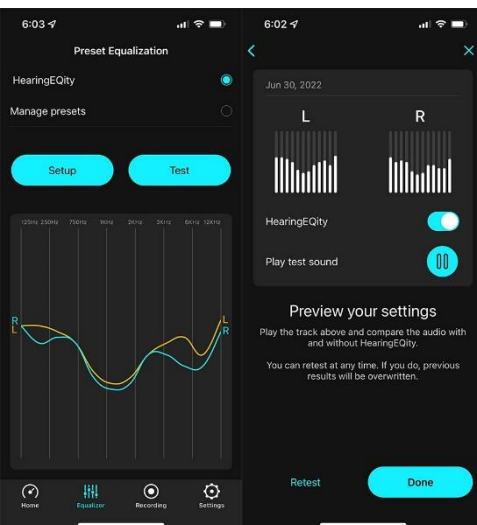 6:03
Preset Equalization
HearingEQity
Manage presets
Setup
Test
125Hz 250Hz 750Hz 1KHz 2KHz 3KHz 6KHz 12KHz
R
L
L
R
Home
Equalizer
Recording
Settings
6:02
Jun 30, 2022
L
R
HearingEQity
Play test sound
Preview your settings
Play the track above and compare the audio with
and without HearingEQity.
You can retest at any time. If you do, previous
results will be overwritten.
Retest
Done